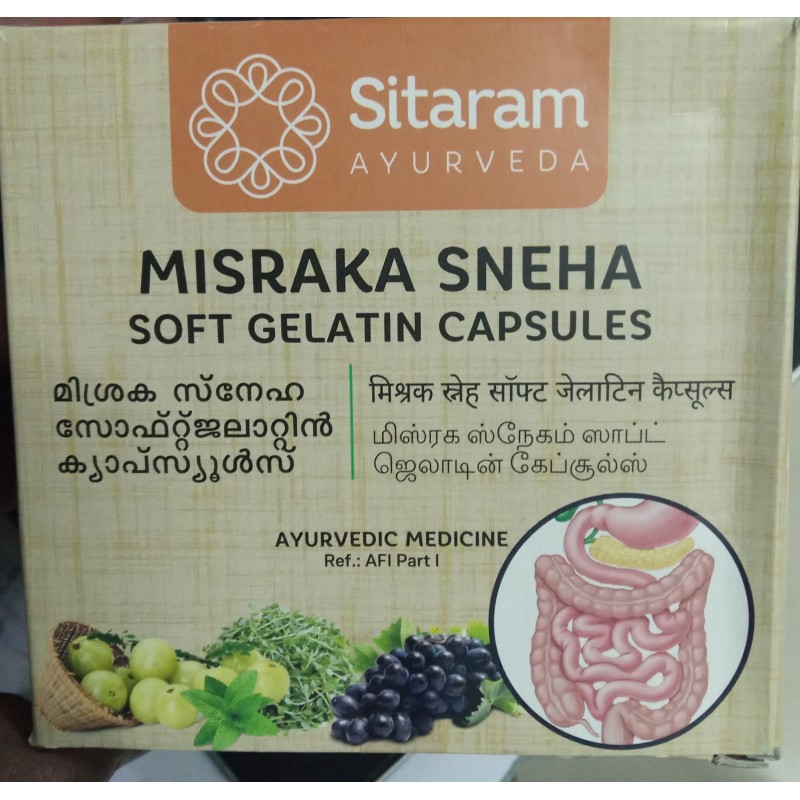 Sitaram
AYURVEDA
MISRAKA SNEHA
SOFT GELATIN CAPSULES
മിശ്രക സ്നേഹ
സോഫ്റ്റ്ജലാറ്റിൻ
ക്യാപ്സ്യൂൾസ്
मिश्रक स्नेह सॉफ्ट जेलाटिन कैप्सूल्स
மிஸ்ரக ஸ்நேகம் ஸாப்ட்
ஜெலாடின் கேப்சூல்ஸ்
AYURVEDIC MEDICINE
Ref.: AFI Part I